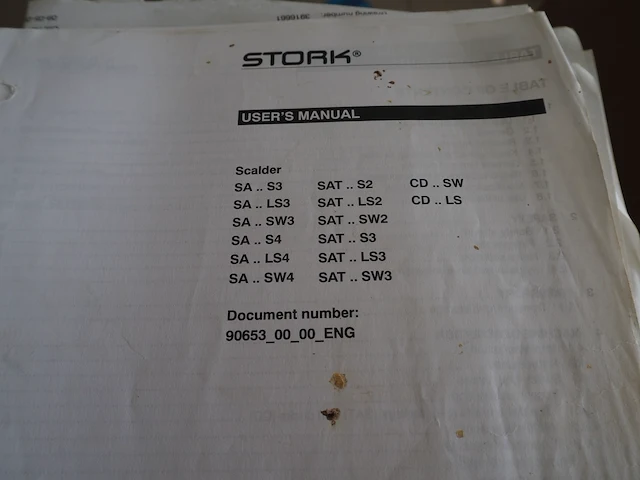 STORK®
USER'S MANUAL
Scalder
SA .. S3 SAT .. S2 CD .. SW
SA .. LS3 SAT .. LS2 CD .. LS
SA .. SW3 SAT .. SW2
SA .. S4 SAT .. S3
SA .. LS4 SAT .. LS3
SA .. SW4 SAT .. SW3
Document number:
90653_00_00_ENG